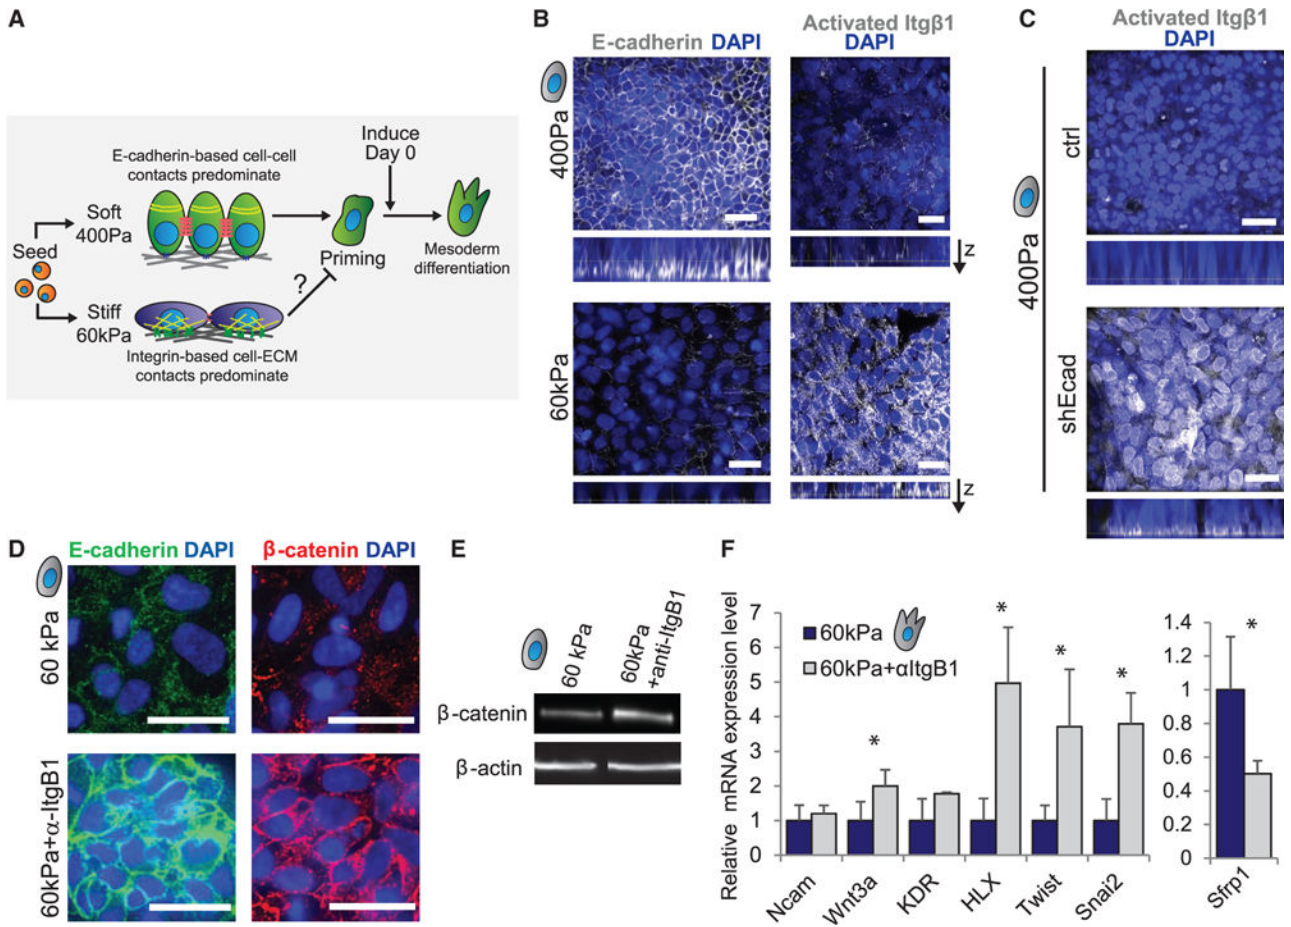 A
Induce
Day 0
E-cadherin-based cell-cell
contacts predominate
Soft
400Pa
Seed
Priming
Mesoderm
differentiation
?
Stiff
60kPa
Integrin-based cell-ECM
contacts predominate
B
E-cadherin DAPI
Activated Itgβ1
DAPI
400Pa
z
60kPa
z
C
Activated Itgβ1
DAPI
400Pa
ctrl
shEcad
D
E-cadherin DAPI
β-catenin DAPI
60 kPa
60kPa+α-ItgB1
E
60 kPa
60kPa
+anti-ItgB1
β-catenin
β-actin
F
Relative mRNA expression level
7
6
5
4
3
2
1
0
60kPa
60kPa+αItgB1
*
*
*
*
Ncam
Wnt3a
KDR
HLX
Twist
Snai2
1.4
1.2
1
0.8
0.6
0.4
0.2
0
*
Sfrp1